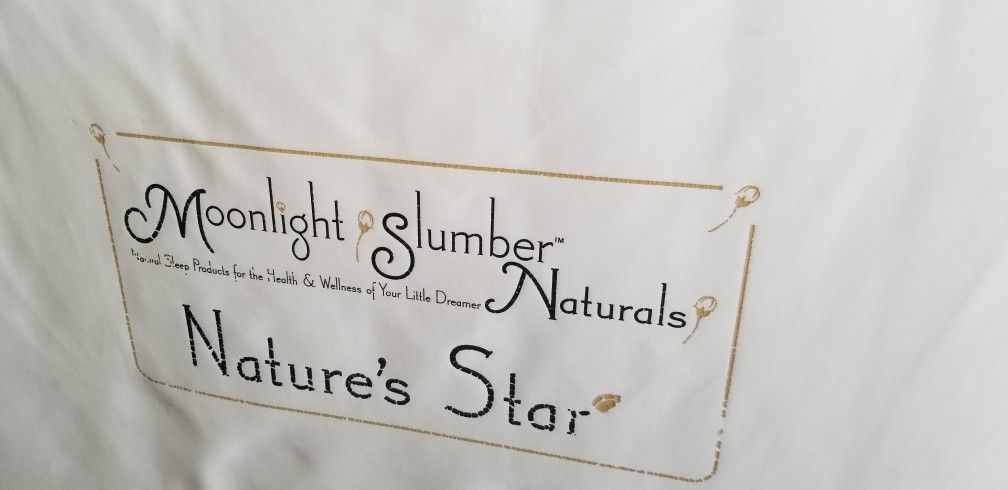 Moonlight Slumber™
Naturals
Natural Sleep Products for the Health & Wellness of Your Little Dreamer
Nature's Star